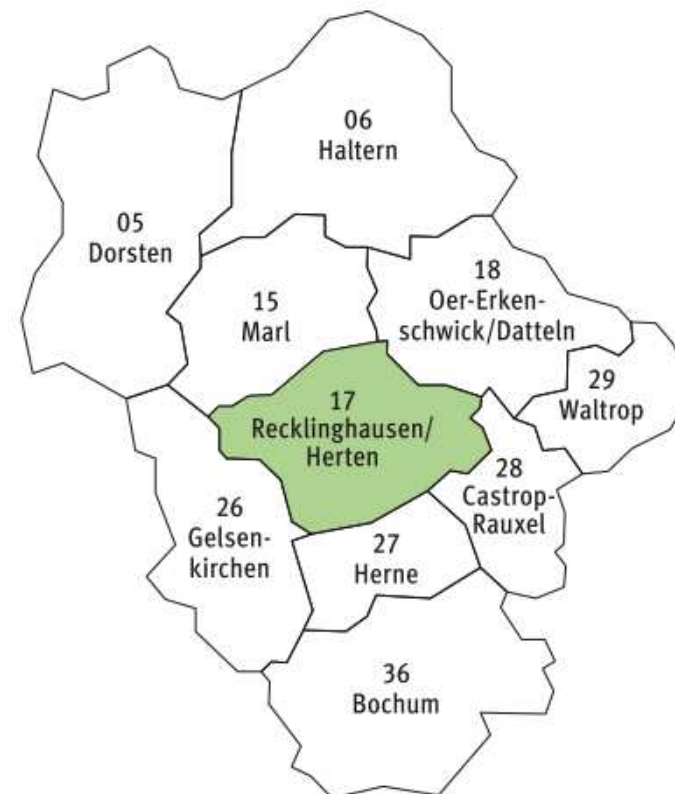 06
Haltern
05
Dorsten
18
Oer-Erken-
schwick/Datteln
15
Marl
29
Waltrop
17
Recklinghausen/
Herten
28
Castrop-
Rauxel
26
Gelsen-
kirchen
27
Herne
36
Bochum